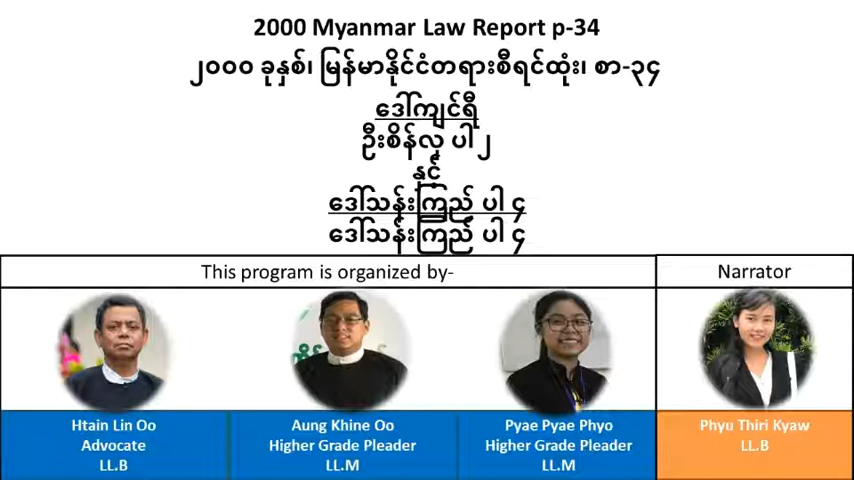 2000 Myanmar Law Report p-34
၂၀၀၀ ခုနှစ်၊ မြန်မာနိုင်ငံတရားစီရင်ထုံး၊ စာ-၃၄
ဒေါ်ကျင်ရီ
ဦးစိန်လှ ပါ ၂
နှင့်
ဒေါ်သန်းကြည် ပါ ၄
ဒေါ်သန်းကြည် ပါ ၄
This program is organized by-
Narrator
Htain Lin Oo
Advocate
LL.B
Aung Khine Oo
Higher Grade Pleader
LL.M
Pyae Pyae Phyo
Higher Grade Pleader
LL.M
Phyu Thiri Kyaw
LL.B